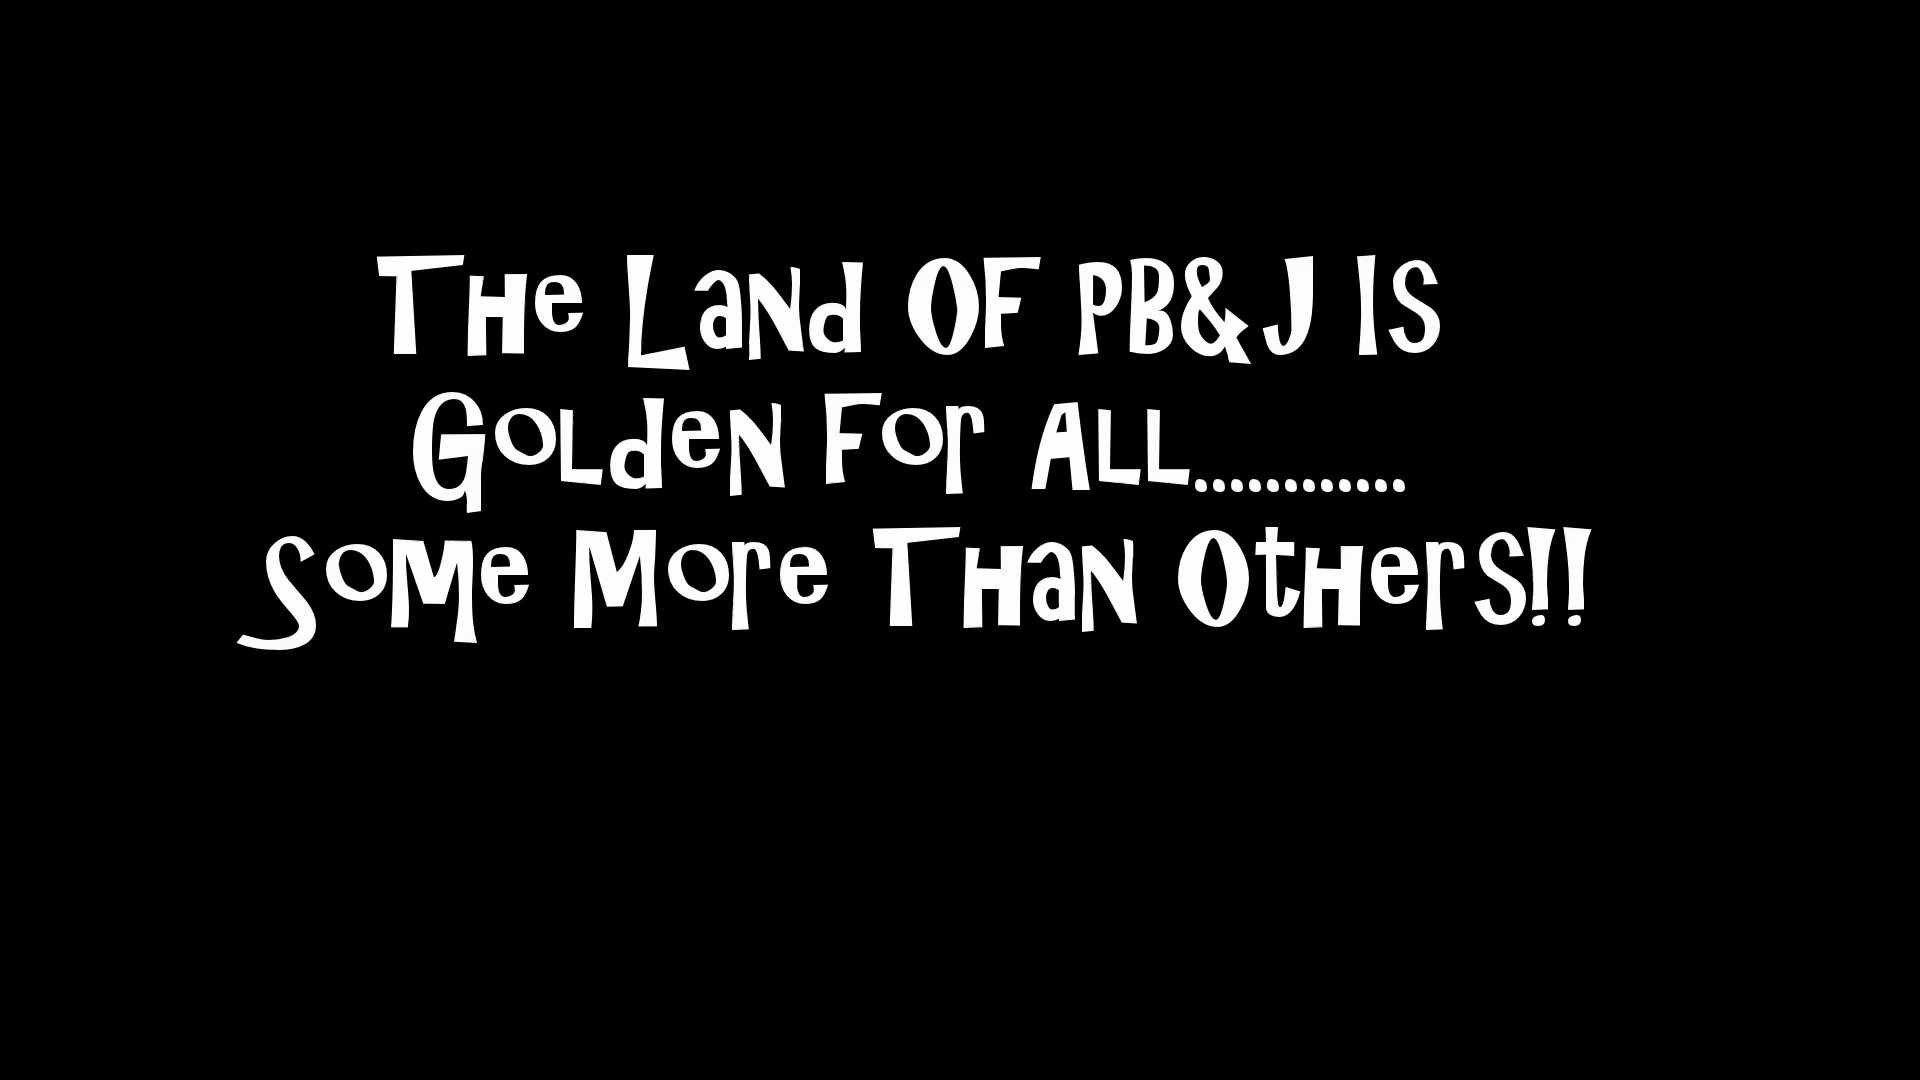 The Land Of PB&J Is
Golden For All............
Some More Than Others!!